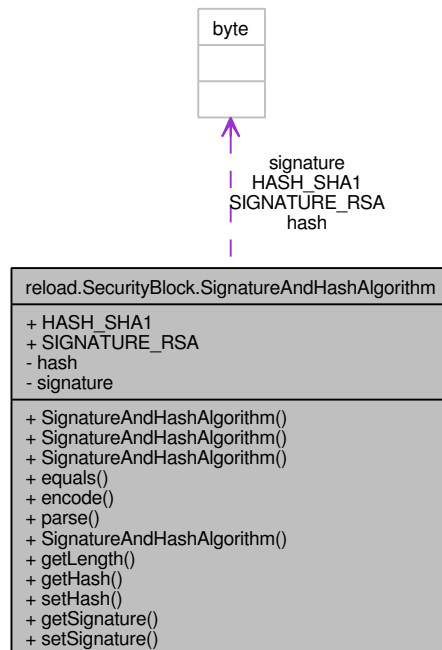 byte
signature
HASH_SHA1
SIGNATURE_RSA
hash
reload.SecurityBlock.SignatureAndHashAlgorithm
+ HASH_SHA1
+ SIGNATURE_RSA
- hash
- signature
+ SignatureAndHashAlgorithm()
+ SignatureAndHashAlgorithm()
+ SignatureAndHashAlgorithm()
+ equals()
+ encode()
+ parse()
+ SignatureAndHashAlgorithm()
+ getLength()
+ getHash()
+ setHash()
+ getSignature()
+ setSignature()